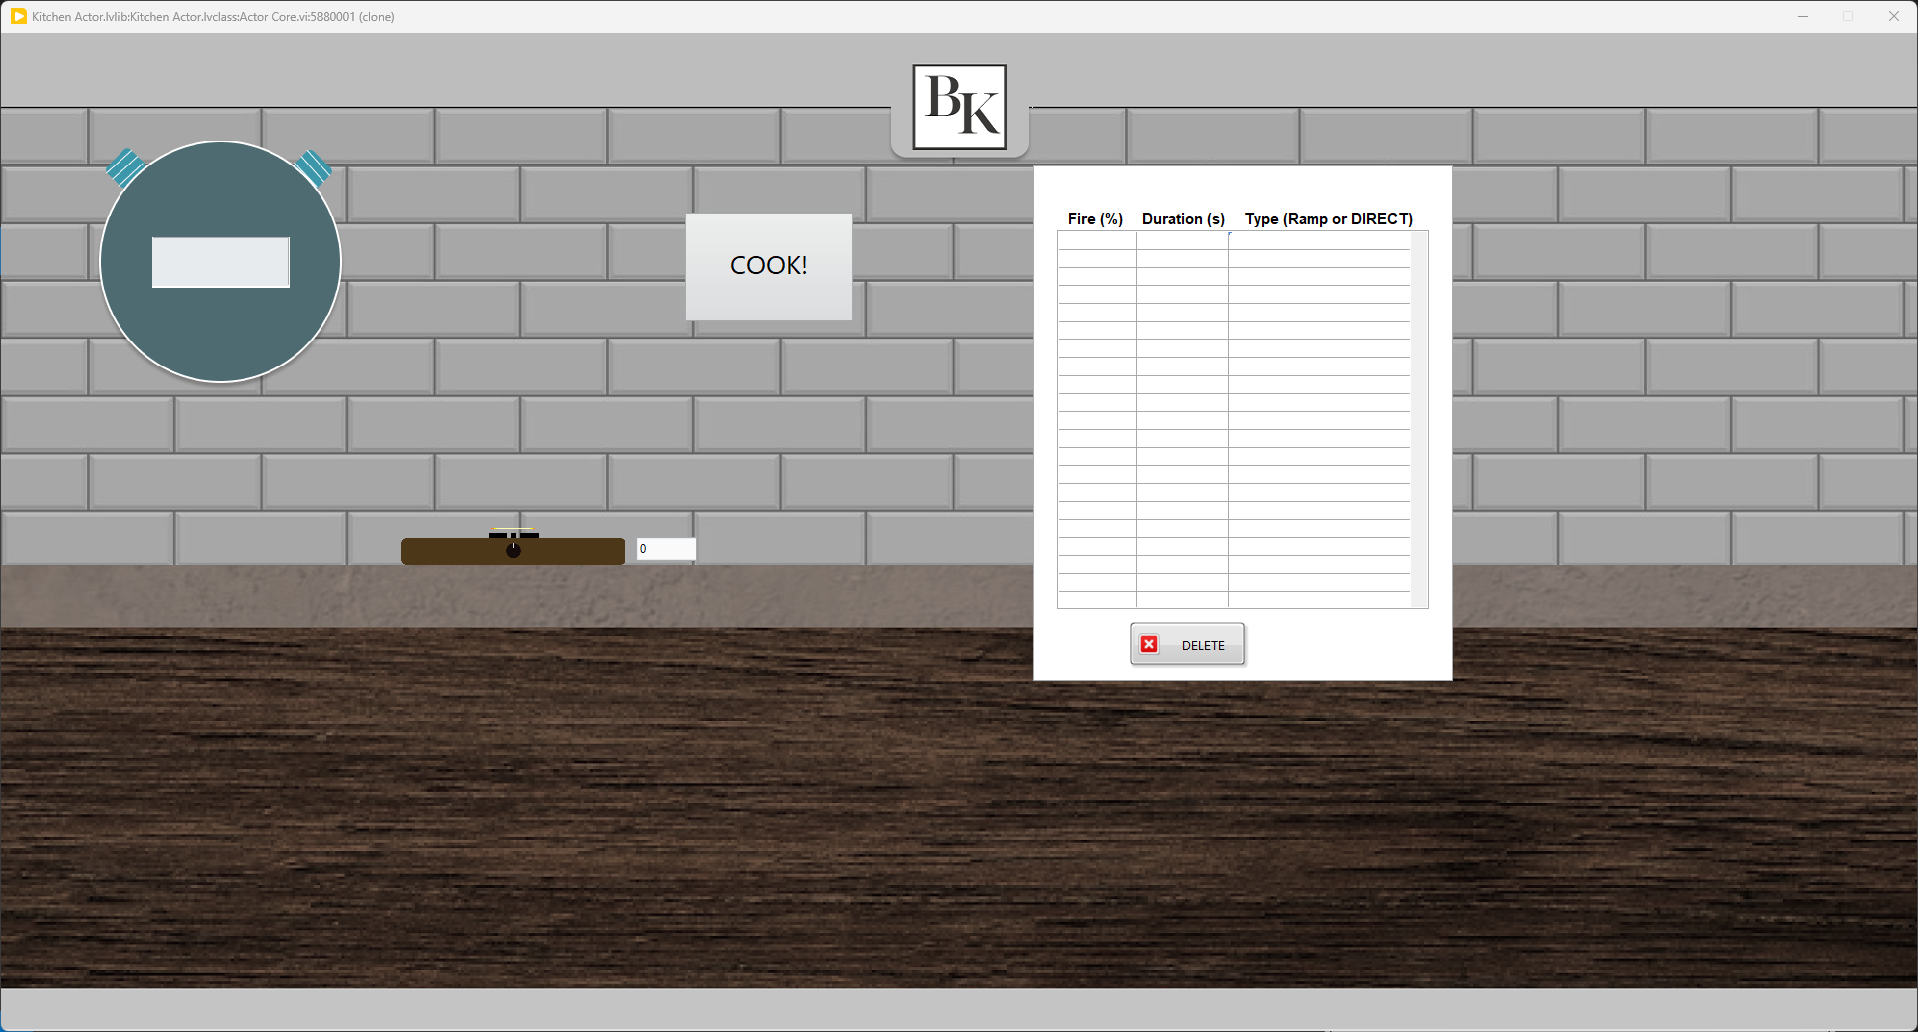 Kitchen Actor.lvlib:Kitchen Actor.lvclass:Actor Core.vi:5880001 (clone)
BK
COOK!
Fire (%) Duration (s) Type (Ramp or DIRECT)
0
DELETE